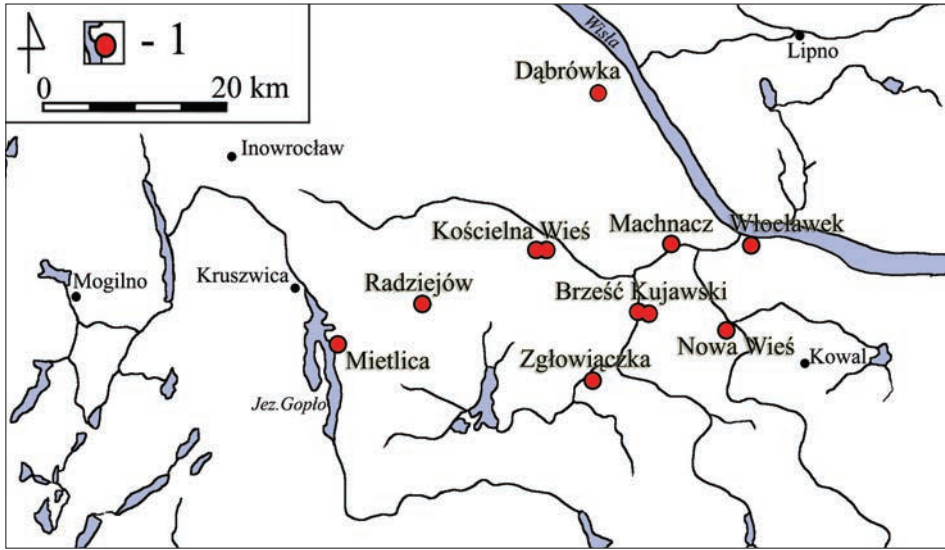 - 1
0 20 km
Wisła
Lipno
Dąbrówka
Inowrocław
Kościelna Wieś
Machnacz
Włocławek
Mogilno
Kruszwica
Radziejów
Brześć Kujawski
Mietlica
Zgłowiączka
Nowa Wieś
Kowal
Jez.Gopło